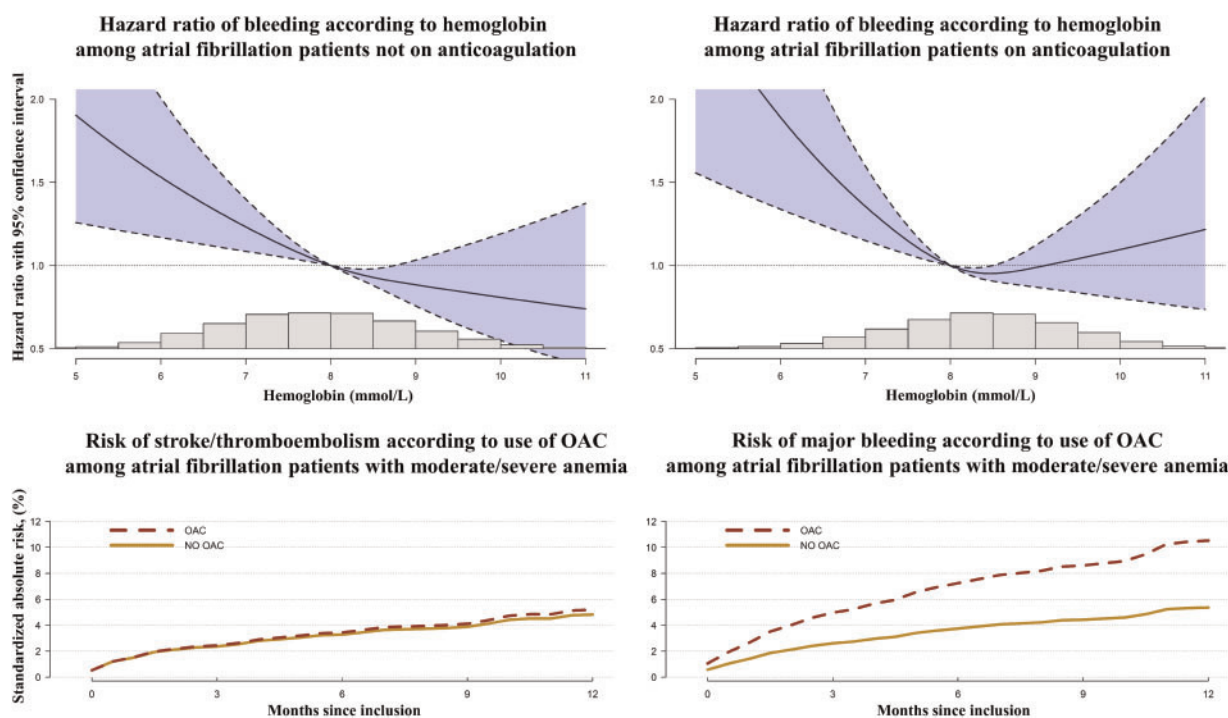 Hazard ratio of bleeding according to hemoglobin
among atrial fibrillation patients not on anticoagulation
Hazard ratio with 95% confidence interval
2.0
1.5
1.0
0.5
5 6 7 8 9 10 11
Hemoglobin (mmol/L)
Hazard ratio of bleeding according to hemoglobin
among atrial fibrillation patients on anticoagulation
2.0
1.5
1.0
0.5
5 6 7 8 9 10 11
Hemoglobin (mmol/L)
Risk of stroke/thromboembolism according to use of OAC
among atrial fibrillation patients with moderate/severe anemia
Standardized absolute risk, (%)
12
10
8
6
4
2
0
OAC
NO OAC
0 3 6 9 12
Months since inclusion
Risk of major bleeding according to use of OAC
among atrial fibrillation patients with moderate/severe anemia
12
10
8
6
4
2
0
OAC
NO OAC
0 3 6 9 12
Months since inclusion